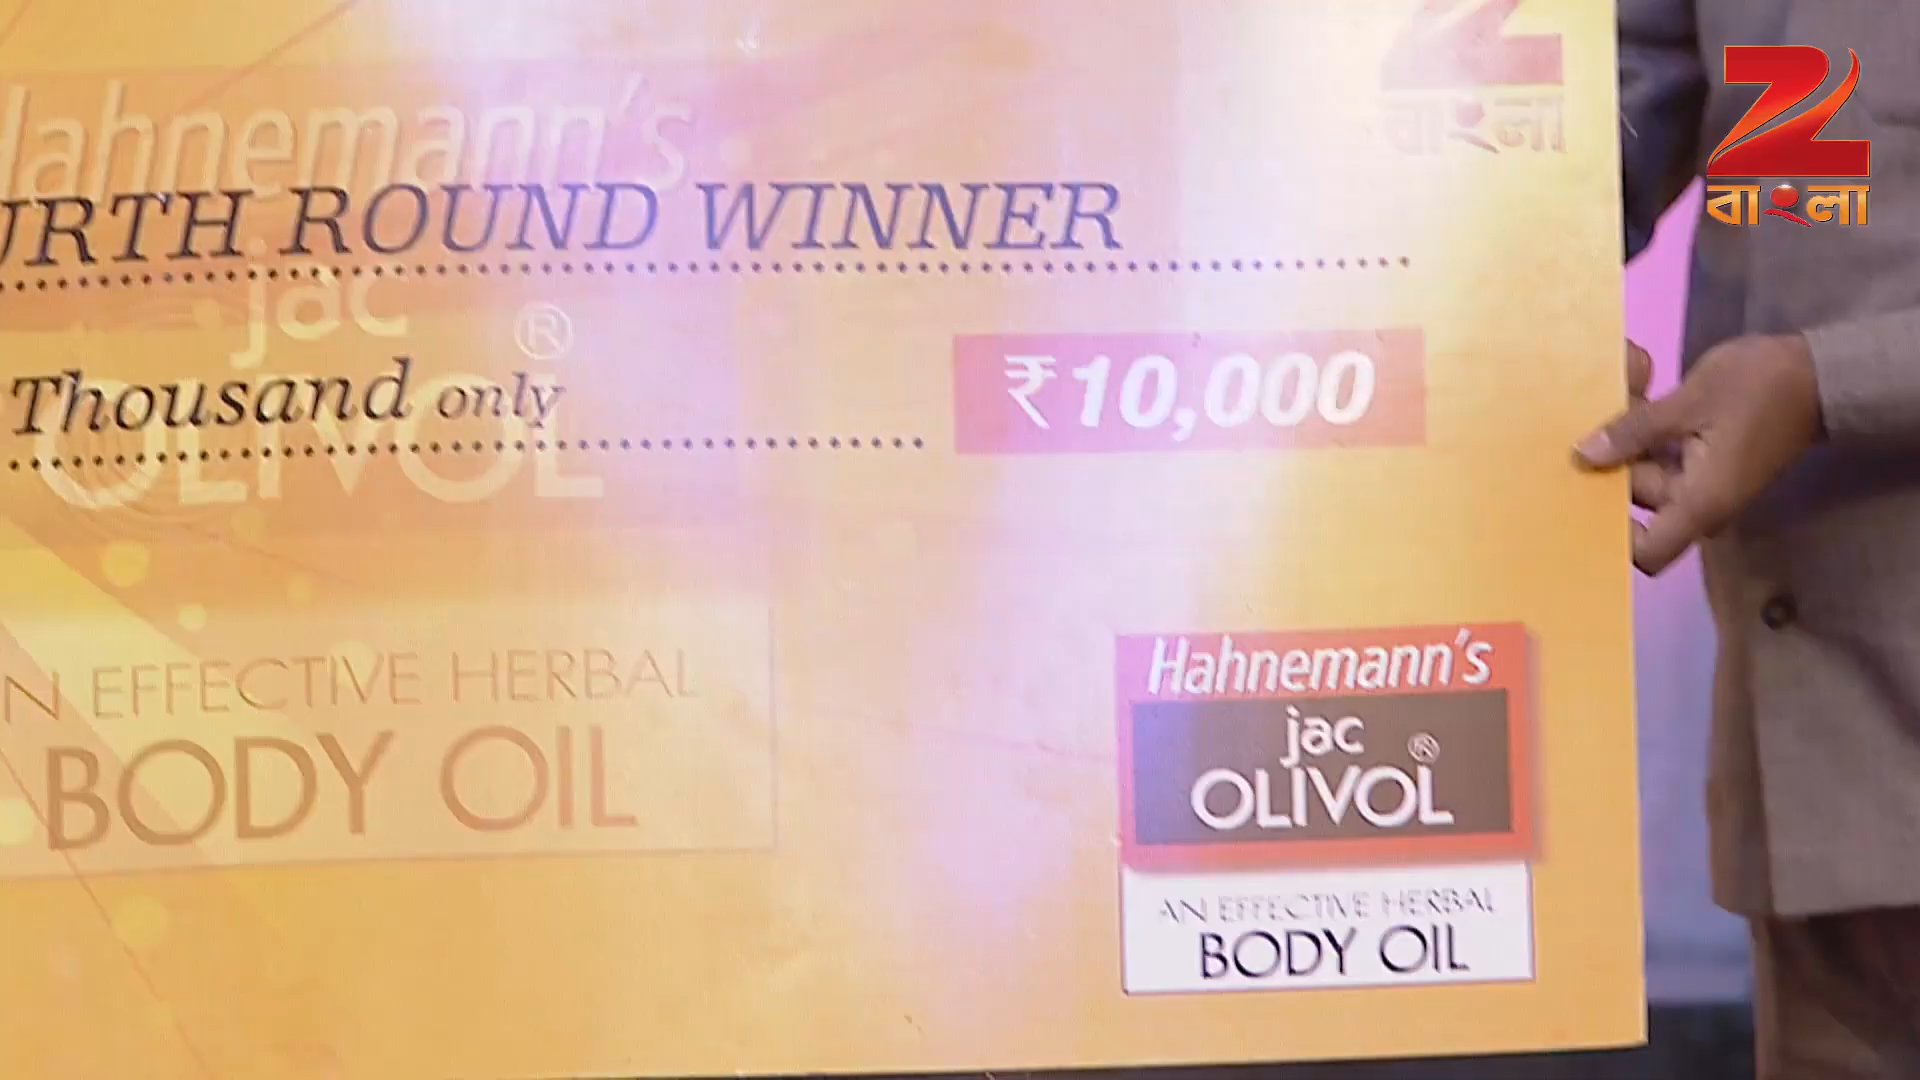 Hahnemann's
বাংলা
বাংলা
URTH ROUND WINNER
jac
OLIVOL
®
Thousand only
₹10,000
AN EFFECTIVE HERBAL
BODY OIL
Hahnemann's
jac
OLIVOL
®
AN EFFECTIVE HERBAL
BODY OIL